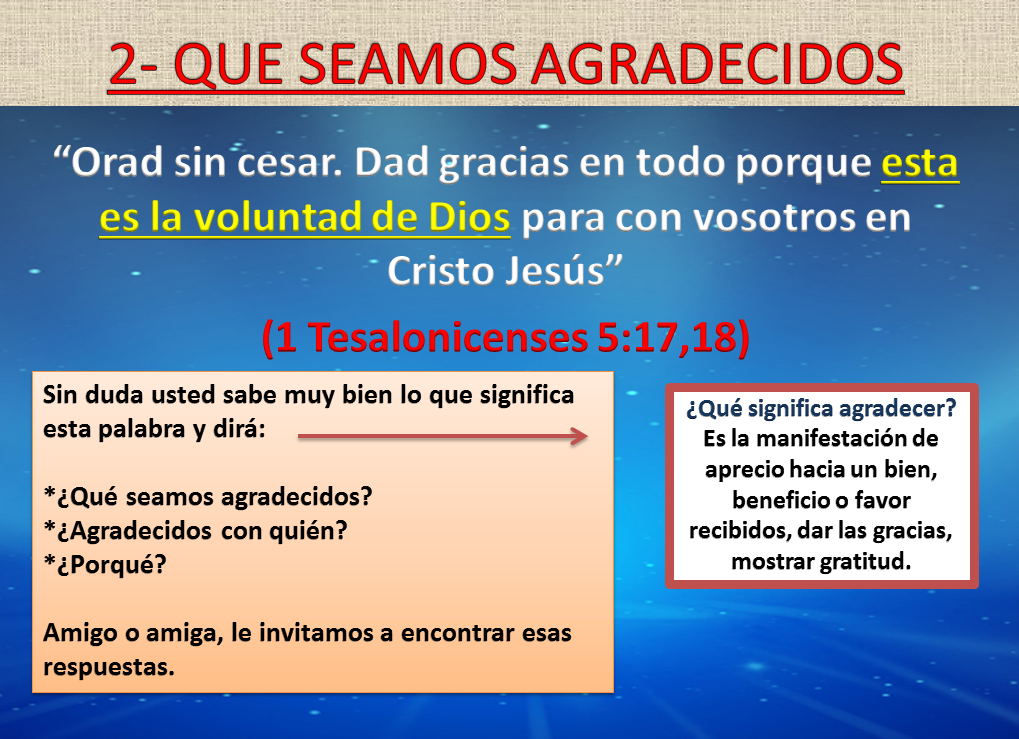 2- QUE SEAMOS AGRADECIDOS
“Orad sin cesar. Dad gracias en todo porque esta
es la voluntad de Dios para con vosotros en
Cristo Jesús”
(1 Tesalonicenses 5:17,18)
Sin duda usted sabe muy bien lo que significa
esta palabra y dirá:
*¿Qué seamos agradecidos?
*¿Agradecidos con quién?
*¿Porqué?
Amigo o amiga, le invitamos a encontrar esas
respuestas.
¿Qué significa agradecer?
Es la manifestación de
aprecio hacia un bien,
beneficio o favor
recibidos, dar las gracias,
mostrar gratitud.